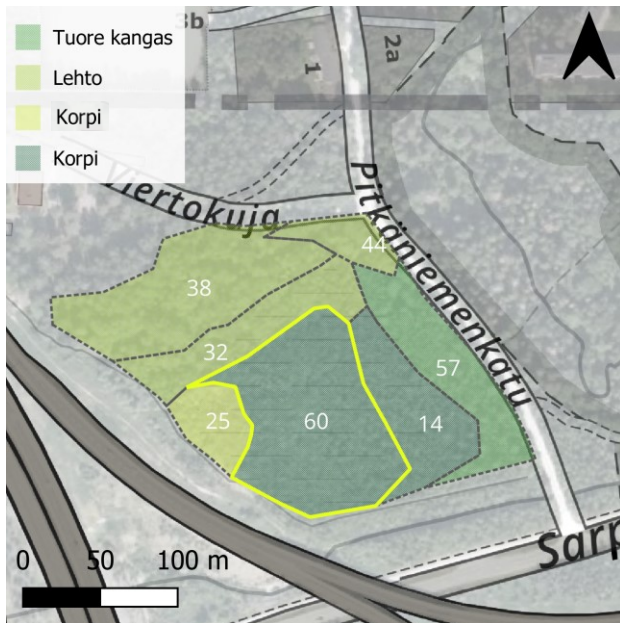 Tuore kangas
Lehto
Korpi
Korpi
3b
1
2a
Viertokuja
Pitkäniemenkatu
44
38
32
57
25
60
14
0 50 100 m
Sarp